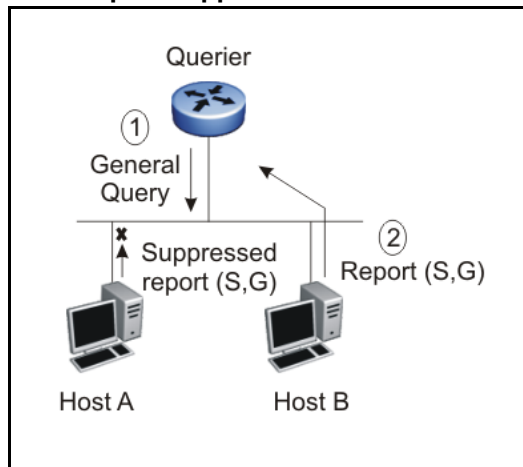 Querier
1
General
Query
Suppressed
report (S,G)
2
Report (S,G)
Host A
Host B